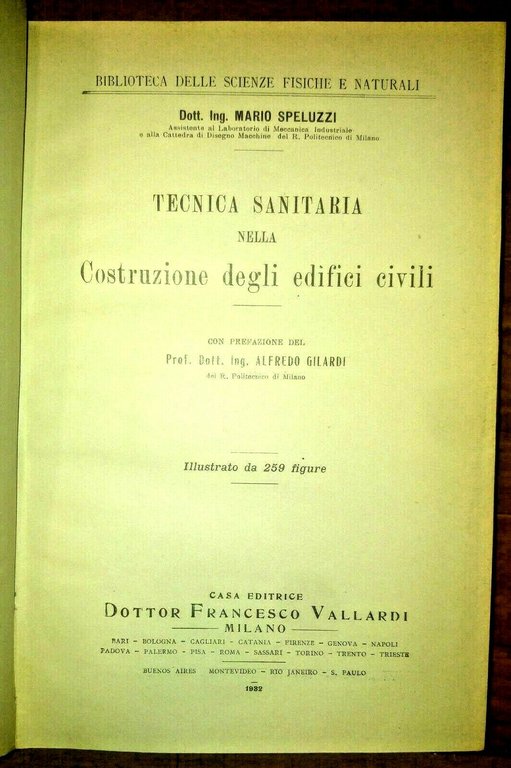 BIBLIOTECA DELLE SCIENZE FISICHE E NATURALI
Dott. Ing. MARIO SPELUZZI
Assistente al Laboratorio di Meccanica Industriale
e alla Cattedra di Disegno Macchine del R. Politecnico di Milano
TECNICA SANITARIA
NELLA
Costruzione degli edifici civili
CON PREFAZIONE DEL
Prof. Dott. Ing. ALFREDO GILARDI
del R. Politecnico di Milano
Illustrato da 259 figure
CASA EDITRICE
DOTTOR FRANCESCO VALLARDI
MILANO
BARI - BOLOGNA - CAGLIARI - CATANIA - FIRENZE - GENOVA - NAPOLI
PADOVA - PALERMO - PISA - ROMA - SASSARI - TORINO - TRENTO - TRIESTE
BUENOS AIRES MONTEVIDEO - RIO JANEIRO - S. PAULO
1932